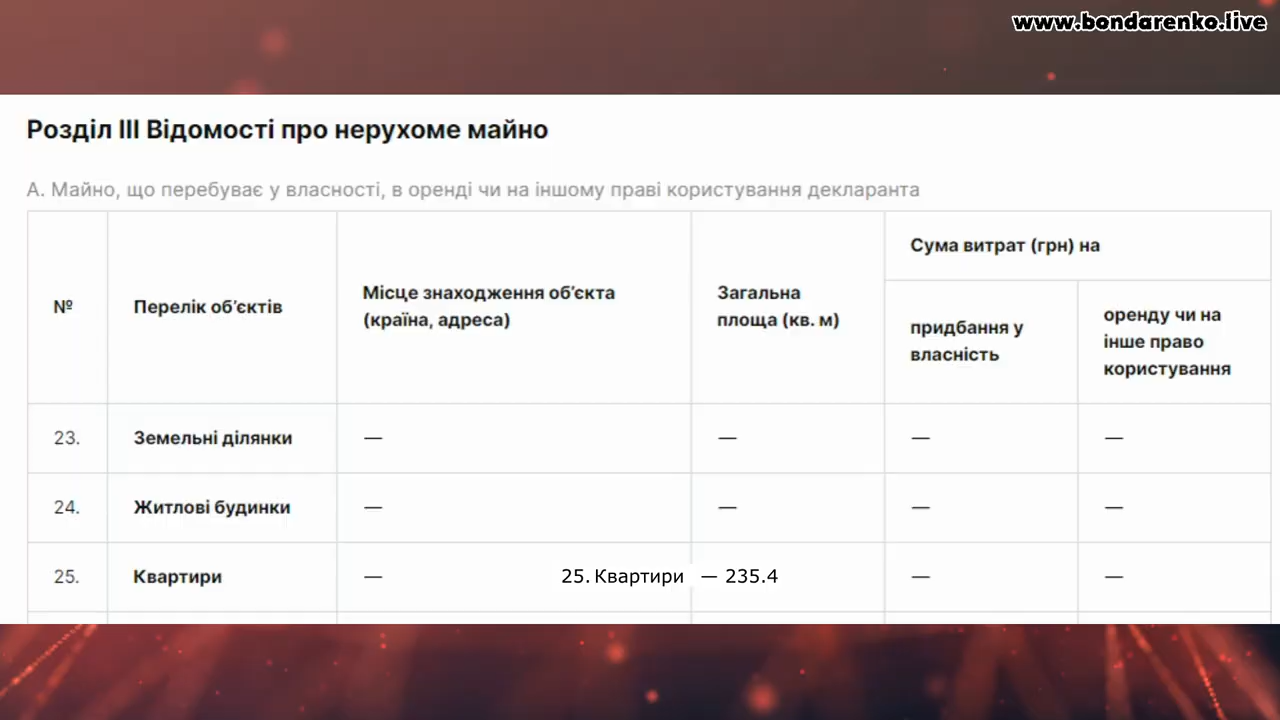 www.bondarenko.live
Розділ III Відомості про нерухоме майно
А. Майно, що перебуває у власності, в оренді чи на іншому праві користування декларанта
№
Перелік об’єктів
Місце знаходження об’єкта
(країна, адреса)
Загальна
площа (кв. м)
Сума витрат (грн) на
придбання у
власність
оренду чи на
інше право
користування
23. Земельні ділянки — — — —
24. Житлові будинки — — — —
25. Квартири — 25. Квартири — 235.4 — —